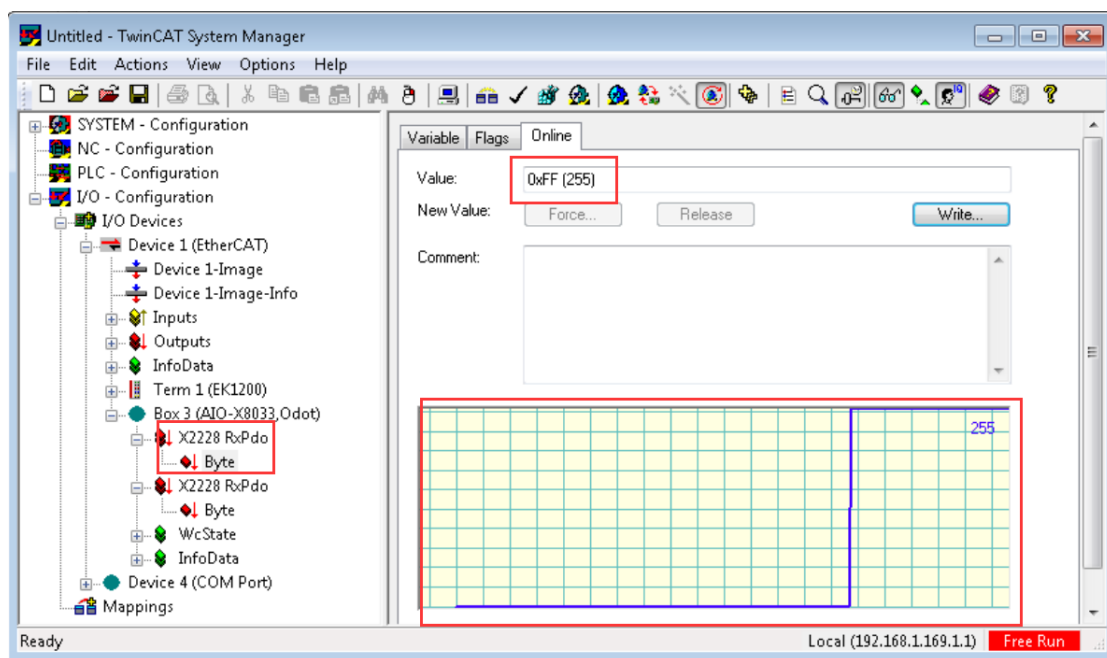 Untitled - TwinCAT System Manager
File Edit Actions View Options Help
SYSTEM - Configuration
NC - Configuration
PLC - Configuration
I/O - Configuration
I/O Devices
Device 1 (EtherCAT)
Device 1-Image
Device 1-Image-Info
Inputs
Outputs
InfoData
Term 1 (EK1200)
Box 3 (AIO-X8033,Odot)
X2228 RxPdo
Byte
X2228 RxPdo
Byte
WcState
InfoData
Device 4 (COM Port)
Mappings
Variable Flags Online
Value: 0xFF (255)
New Value: Force... Release Write...
Comment:
255
Ready Local (192.168.1.169.1.1) Free Run